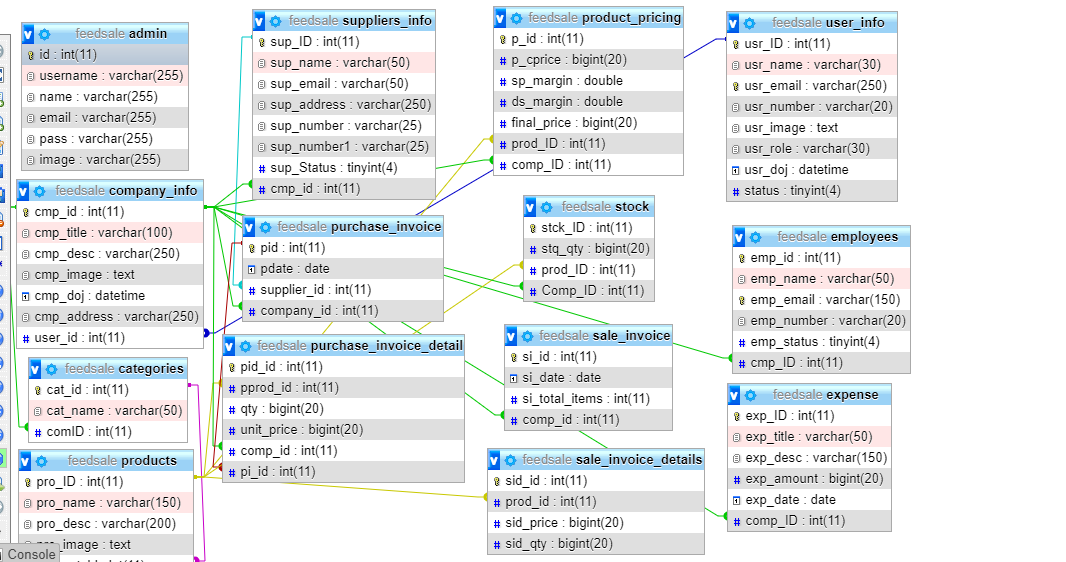 feedsale admin
id : int(11)
username : varchar(255)
name : varchar(255)
email : varchar(255)
pass : varchar(255)
image : varchar(255)
feedsale company_info
cmp_id : int(11)
cmp_title : varchar(100)
cmp_desc : varchar(250)
cmp_image : text
cmp_doj : datetime
cmp_address : varchar(250)
user_id : int(11)
feedsale categories
cat_id : int(11)
cat_name : varchar(50)
comID : int(11)
feedsale products
pro_ID : int(11)
pro_name : varchar(150)
pro_desc : varchar(200)
pro_image : text
Console
feedsale suppliers_info
sup_ID : int(11)
sup_name : varchar(50)
sup_email : varchar(50)
sup_address : varchar(250)
sup_number : varchar(25)
sup_number1 : varchar(25)
sup_Status : tinyint(4)
cmp_id : int(11)
feedsale purchase_invoice
pid : int(11)
pdate : date
supplier_id : int(11)
company_id : int(11)
feedsale purchase_invoice_detail
pid_id : int(11)
pprod_id : int(11)
qty : bigint(20)
unit_price : bigint(20)
comp_id : int(11)
pi_id : int(11)
feedsale product_pricing
p_id : int(11)
p_cprice : bigint(20)
sp_margin : double
ds_margin : double
final_price : bigint(20)
prod_ID : int(11)
comp_ID : int(11)
feedsale stock
stck_ID : int(11)
stq_qty : bigint(20)
prod_ID : int(11)
Comp_ID : int(11)
feedsale sale_invoice
si_id : int(11)
si_date : date
si_total_items : int(11)
comp_id : int(11)
feedsale sale_invoice_details
sid_id : int(11)
prod_id : int(11)
sid_price : bigint(20)
sid_qty : bigint(20)
feedsale user_info
usr_ID : int(11)
usr_name : varchar(30)
usr_email : varchar(250)
usr_number : varchar(20)
usr_image : text
usr_role : varchar(30)
usr_doj : datetime
status : tinyint(4)
feedsale employees
emp_id : int(11)
emp_name : varchar(50)
emp_email : varchar(150)
emp_number : varchar(20)
emp_status : tinyint(4)
cmp_ID : int(11)
feedsale expense
exp_ID : int(11)
exp_title : varchar(50)
exp_desc : varchar(150)
exp_amount : bigint(20)
exp_date : date
comp_ID : int(11)